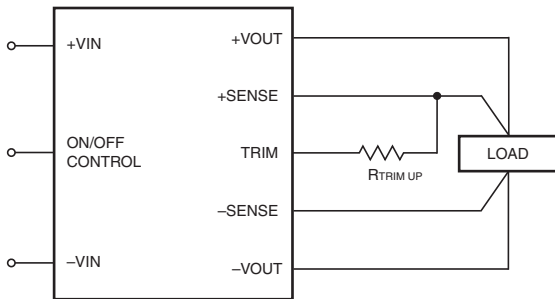 +VIN
ON/OFF
CONTROL
–VIN
+VOUT
+SENSE
TRIM
–SENSE
–VOUT
RTRIM UP
LOAD